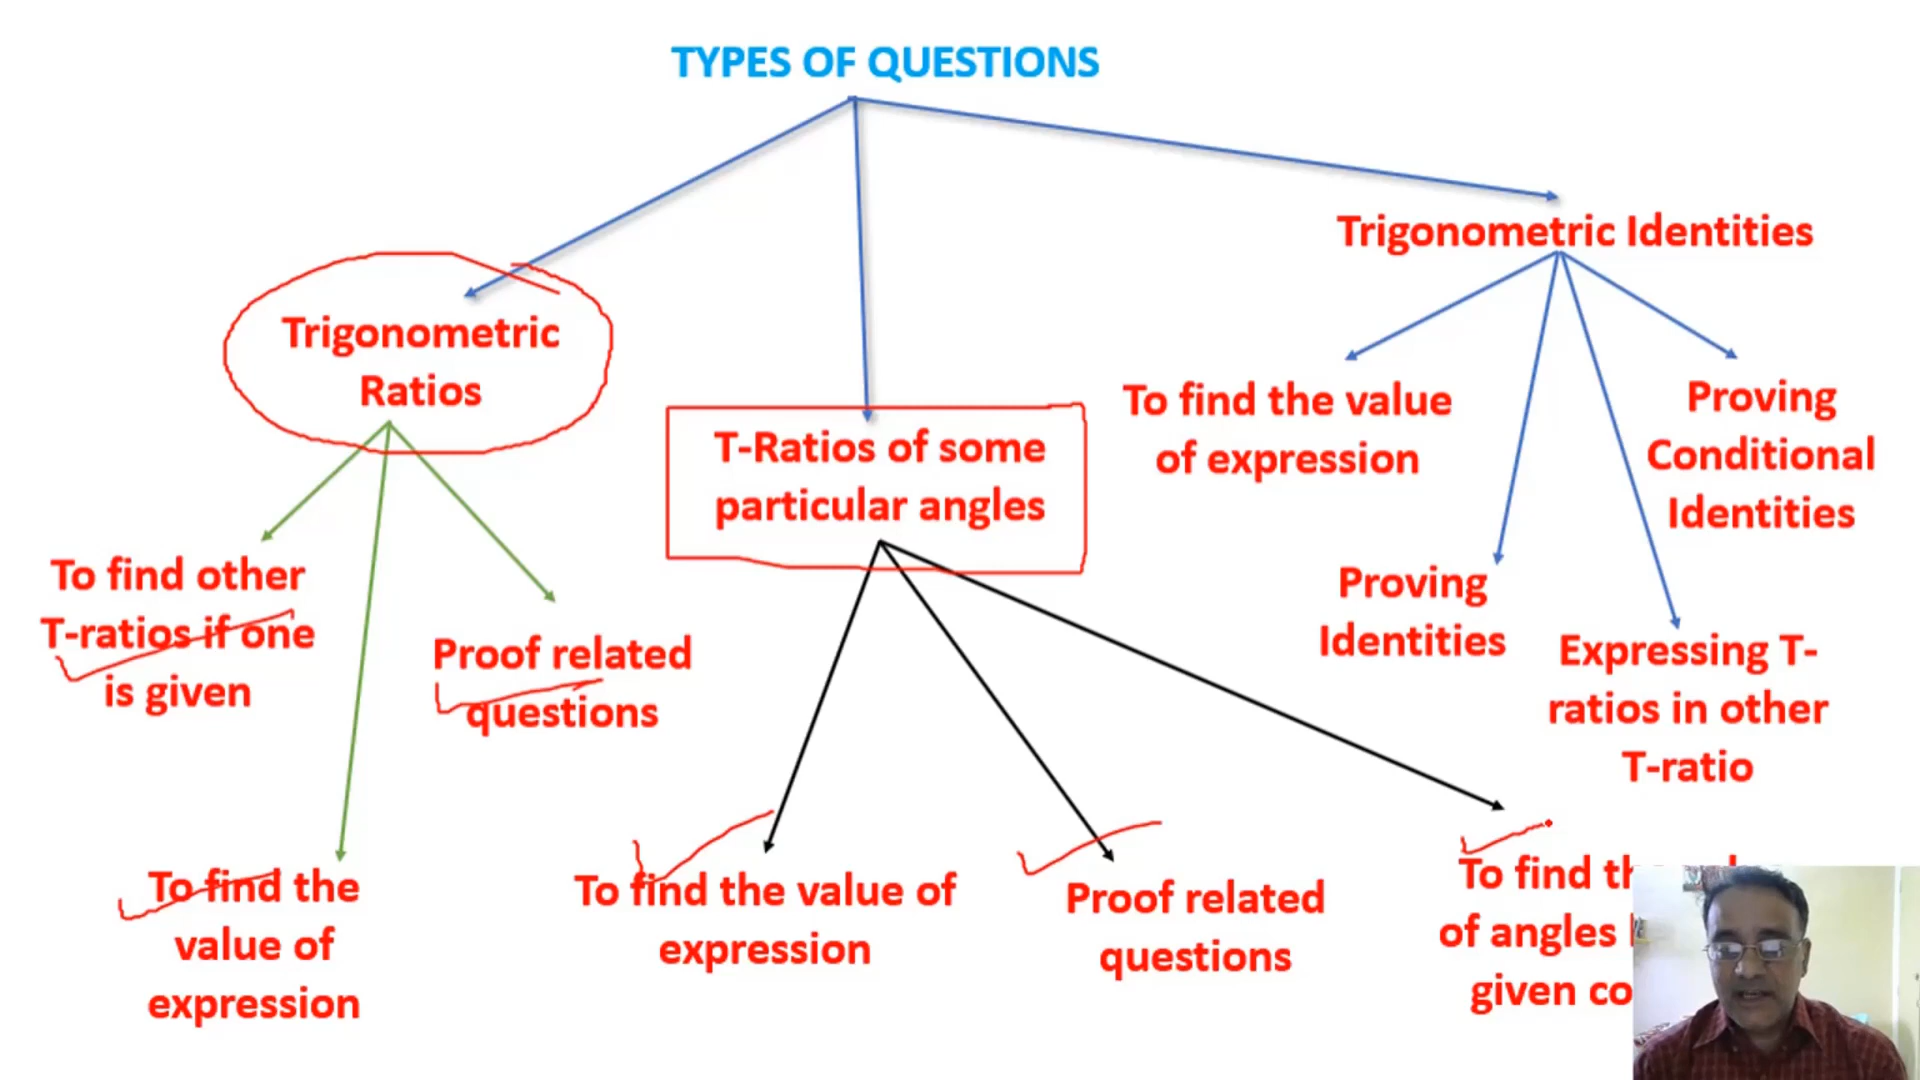 TYPES OF QUESTIONS
Trigonometric
Ratios
To find other
T-ratios if one
is given
To find the
value of
expression
Proof related
questions
T-Ratios of some
particular angles
To find the value of
expression
Proof related
questions
To find
of angles
given
Trigonometric Identities
To find the value
of expression
Proving
Identities
Expressing T-
ratios in other
T-ratio
Proving
Conditional
Identities